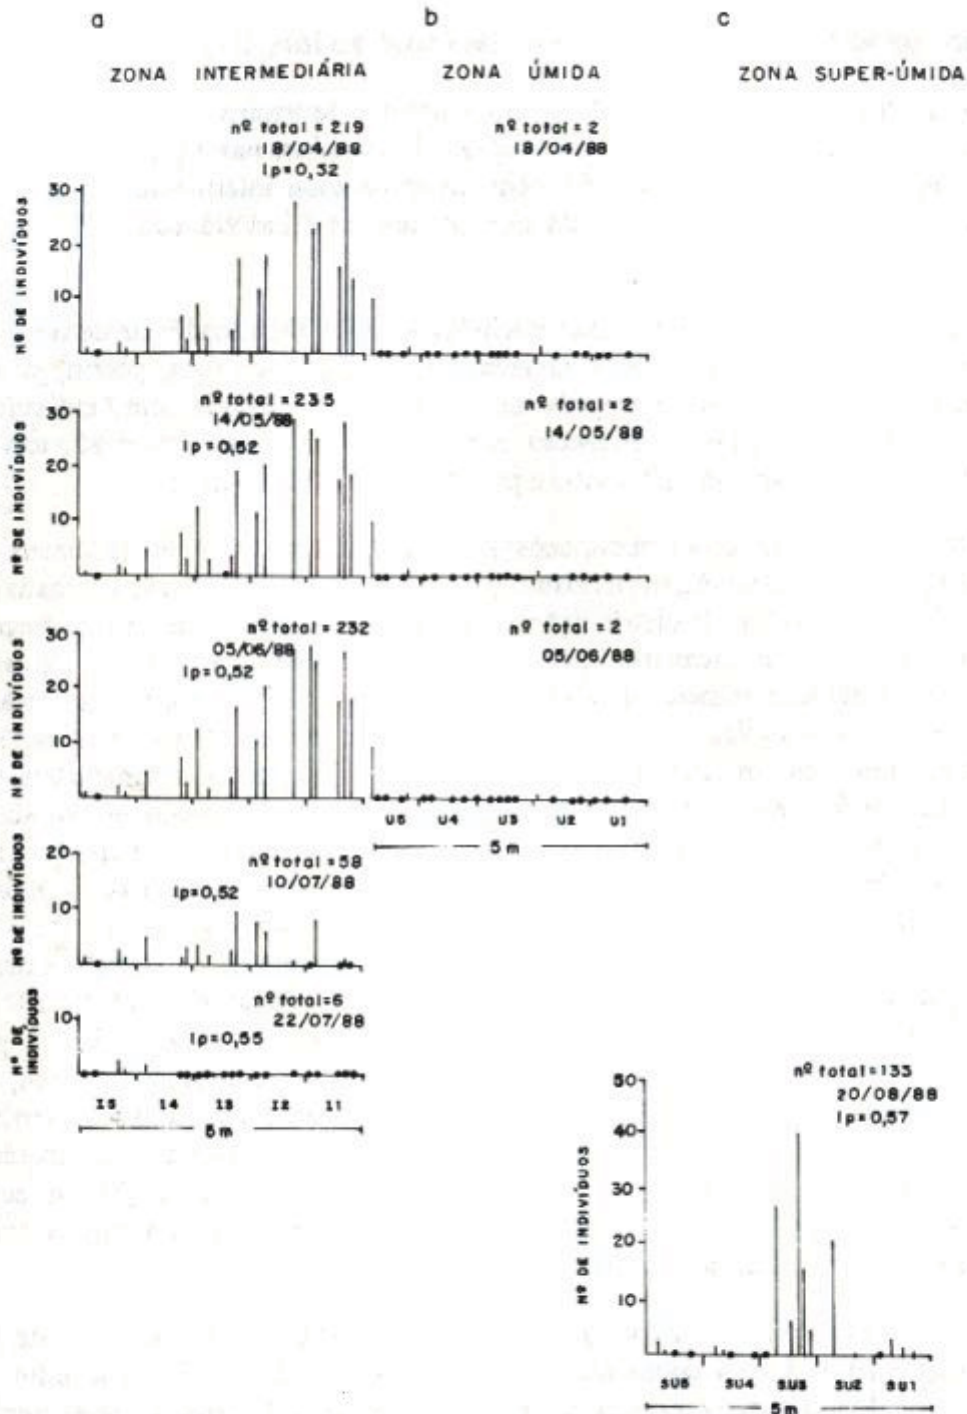 a b c
ZONA INTERMEDIÁRIA ZONA ÚMIDA ZONA SUPER-ÚMIDA
nº total = 219
18/04/88
Ip=0,52
nº total = 2
18/04/88
Nº DE INDIVÍDUOS
30
20
10
nº total = 235
14/05/88
Ip=0,52
nº total = 2
14/05/88
Nº DE INDIVÍDUOS
30
20
10
nº total = 232
05/06/88
Ip=0,52
nº total = 2
05/06/88
Nº DE INDIVÍDUOS
30
20
10
U5 U4 U3 U2 U1
5m
nº total = 58
10/07/88
Ip=0,52
Nº DE INDIVÍDUOS
20
10
nº total=6
22/07/88
Ip=0,55
Nº DE
INDIVÍDUOS
10
I5 I4 I3 I2 I1
5m
nº total=133
20/08/88
Ip=0,57
Nº DE INDIVÍDUOS
50
40
30
20
10
SU5 SU4 SU3 SU2 SU1
5m